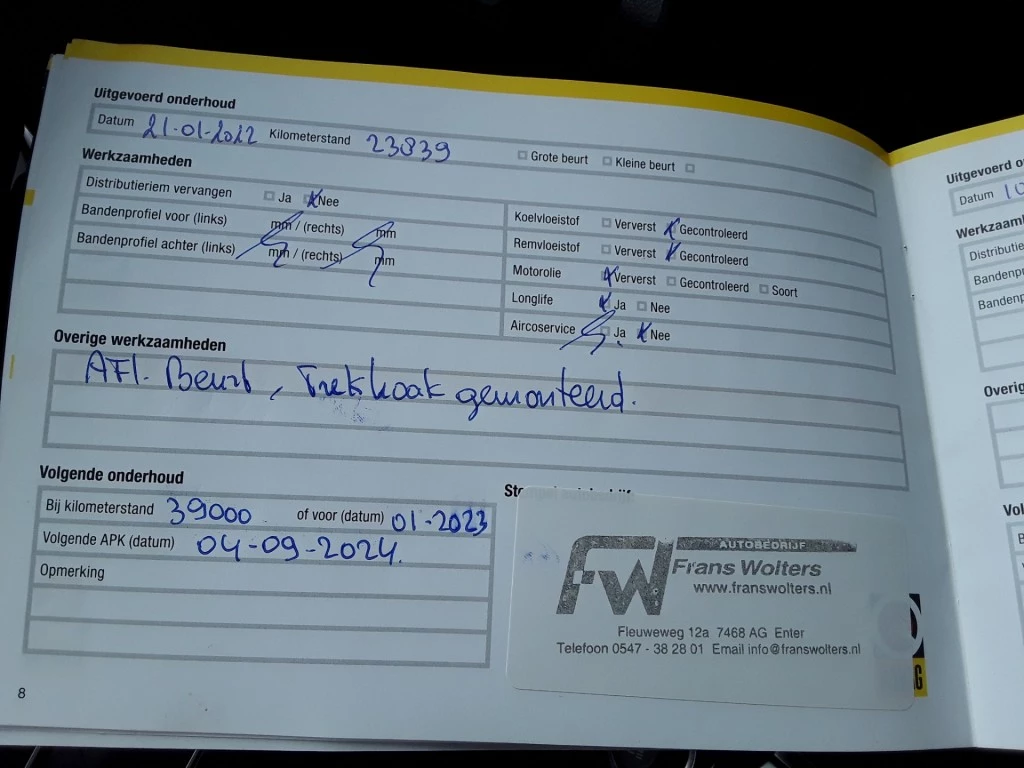 Uitgevoerd onderhoud
Datum 21-01-2022 Kilometerstand 23839 Grote beurt Kleine beurt
Werkzaamheden
Distributieriem vervangen Ja Nee
Bandenprofiel voor (links) mm / (rechts) mm
Bandenprofiel achter (links) mm / (rechts) mm
Koelvloeistof Ververst Gecontroleerd
Remvloeistof Ververst Gecontroleerd
Motorolie Ververst Gecontroleerd Soort
Longlife Ja Nee
Aircoservice Ja Nee
Overige werkzaamheden
AFl. Beurt, Trekhaak gemonteerd.
Volgende onderhoud
Bij kilometerstand 39000 of voor (datum) 01-2023
Volgende APK (datum) 04-09-2024.
Opmerking
AUTOBEDRIJF
FW Frans Wolters
www.franswolters.nl
Fleuweweg 12a 7468 AG Enter
Telefoon 0547 - 38 28 01 Email info@franswolters.nl
8
Uitgevoerd o
Datum 10
Werkzaam
Distributie
Bandenp
Bandenp
Overig
Vol